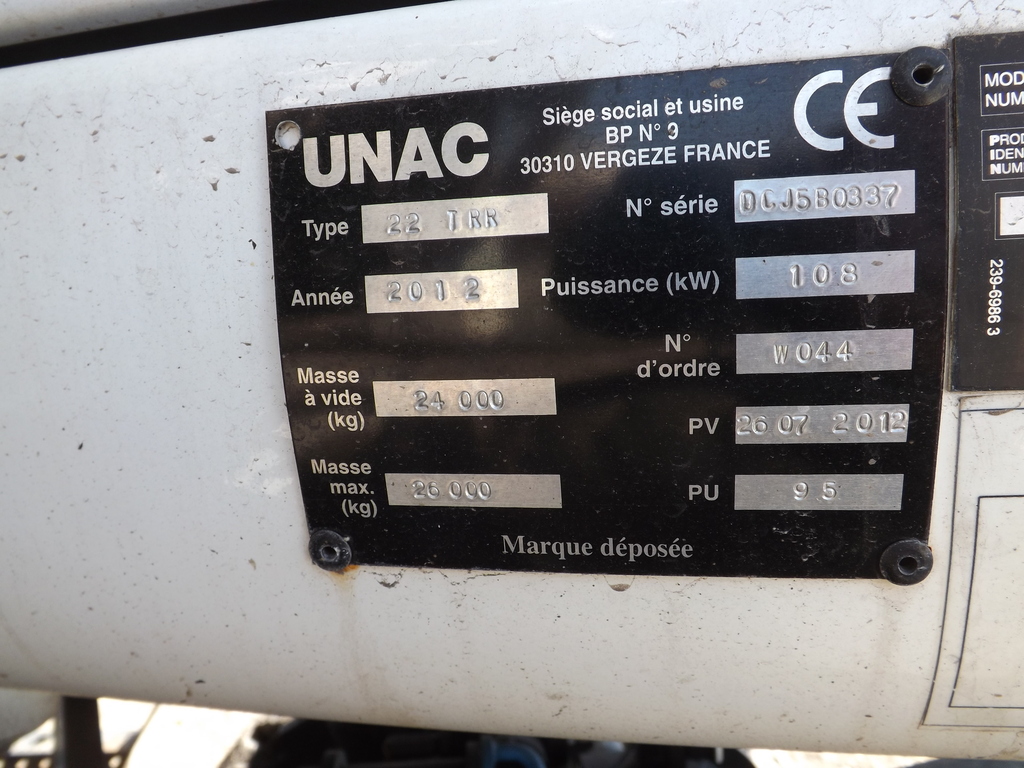 UNAC
Siège social et usine
BP N° 9
30310 VERGEZE FRANCE
CE
Type 22 TRR
N° série DCJ5B0337
Année 2012
Puissance (kW) 108
N°
d'ordre W044
Masse
à vide
(kg) 24 000
PV 26 07 2012
Masse
max.
(kg) 26 000
PU 95
Marque déposée
239-6986 3